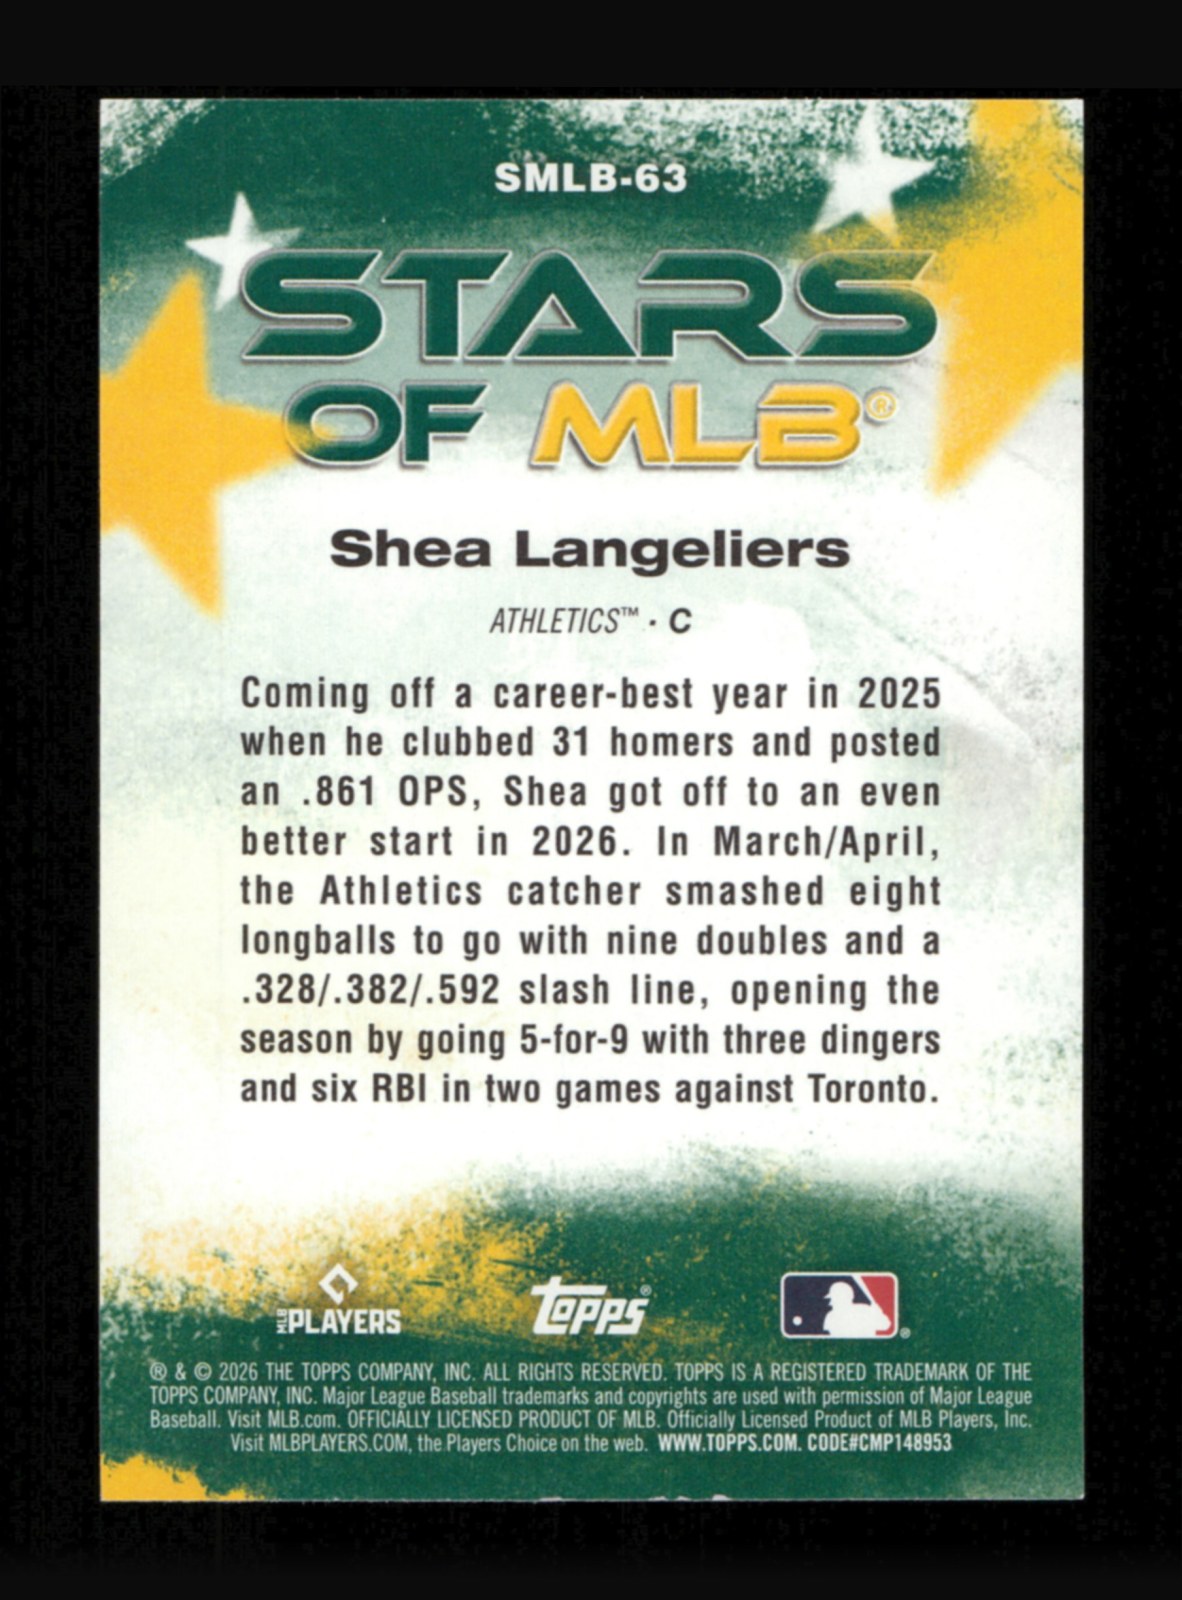 SMLB-63
STARS
OF MLB®
Shea Langeliers
ATHLETICS™ · C
Coming off a career-best year in 2025
when he clubbed 31 homers and posted
an .861 OPS, Shea got off to an even
better start in 2026. In March/April,
the Athletics catcher smashed eight
longballs to go with nine doubles and a
.328/.382/.592 slash line, opening the
season by going 5-for-9 with three dingers
and six RBI in two games against Toronto.
MLB PLAYERS
topps®
®
® & © 2026 THE TOPPS COMPANY, INC. ALL RIGHTS RESERVED. TOPPS IS A REGISTERED TRADEMARK OF THE
TOPPS COMPANY, INC. Major League Baseball trademarks and copyrights are used with permission of Major League
Baseball. Visit MLB.com. OFFICIALLY LICENSED PRODUCT OF MLB. Officially Licensed Product of MLB Players, Inc.
Visit MLBPLAYERS.COM, the Players Choice on the web. WWW.TOPPS.COM. CODE#CMP148953